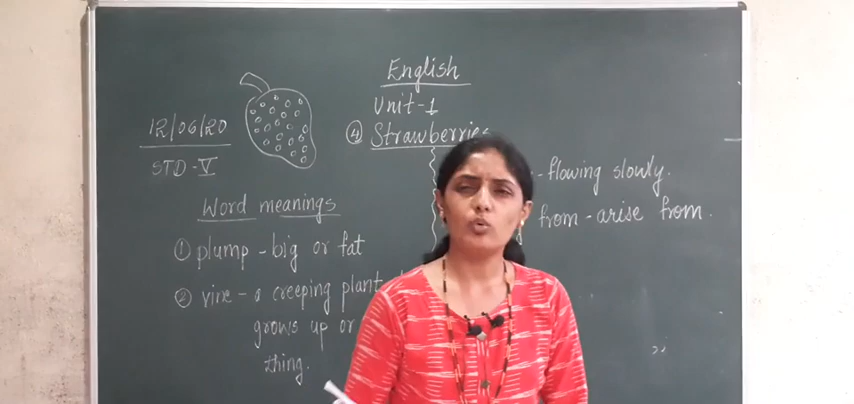 English
Unit-1
④ Strawberries
12/06/20
STD-V
Word meanings
① plump - big or fat
② vine - a creeping plant
grows up or
thing.
- flowing slowly.
from - arise from.